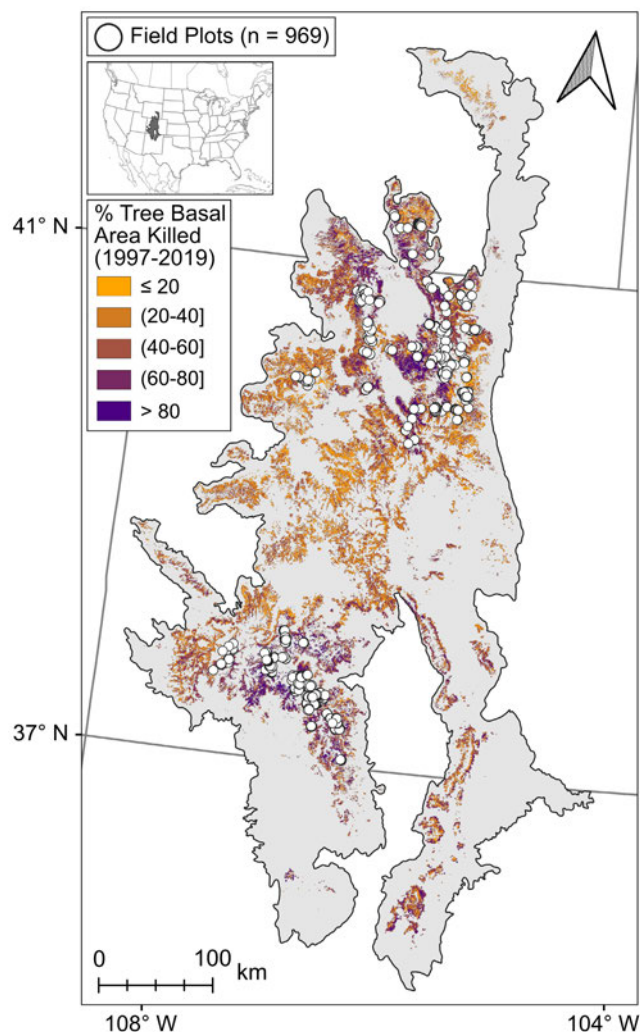 Field Plots (n = 969)
% Tree Basal
Area Killed
(1997-2019)
≤ 20
(20-40]
(40-60]
(60-80]
> 80
41° N
37° N
0 100
km
108° W 104° W